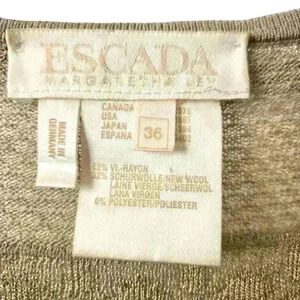 ESCADA
MARGARETHA LEY
MADE IN
GERMANY
CANADA
USA
JAPAN
ESPANA
36
VI.-RAYON
SCHURWOLLE/NEW WOOL
LAINE VIERGE/SCHEERWOL
LANA VIRGEN
6% POLYESTER/POLIESTER